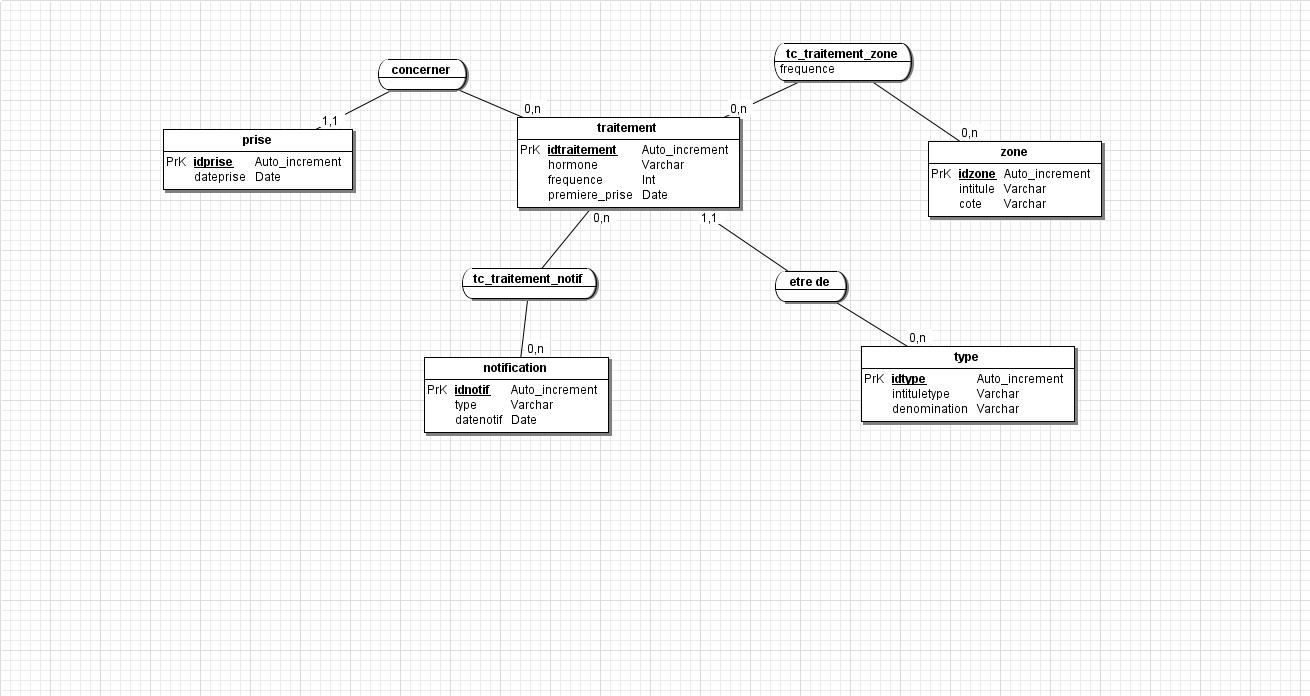 concerner
tc_traitement_zone
frequence
0,n
0,n
1,1
0,n
prise
PrK idprise Auto_increment
dateprise Date
traitement
PrK idtraitement Auto_increment
hormone Varchar
frequence Int
premiere_prise Date
zone
PrK idzone Auto_increment
intitule Varchar
cote Varchar
0,n
1,1
tc_traitement_notif
etre de
0,n
0,n
notification
PrK idnotif Auto_increment
type Varchar
datenotif Date
type
PrK idtype Auto_increment
intituletype Varchar
denomination Varchar